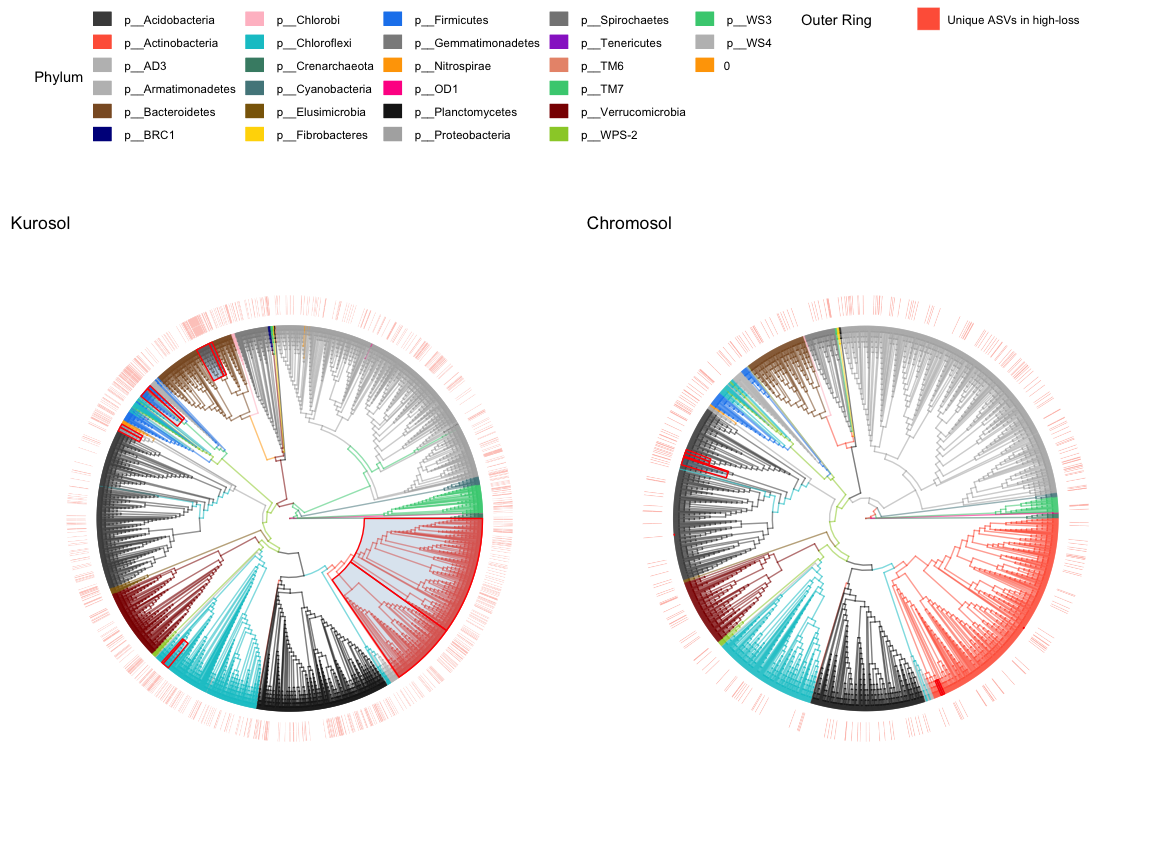 Phylum
p__Acidobacteria
p__Actinobacteria
p__AD3
p__Armatimonadetes
p__Bacteroidetes
p__BRC1
p__Chlorobi
p__Chloroflexi
p__Crenarchaeota
p__Cyanobacteria
p__Elusimicrobia
p__Fibrobacteres
p__Firmicutes
p__Gemmatimonadetes
p__Nitrospirae
p__OD1
p__Planctomycetes
p__Proteobacteria
p__Spirochaetes
p__Tenericutes
p__TM6
p__TM7
p__Verrucomicrobia
p__WPS-2
p__WS3
p__WS4
0
Outer Ring
Unique ASVs in high-loss
Kurosol
Chromosol